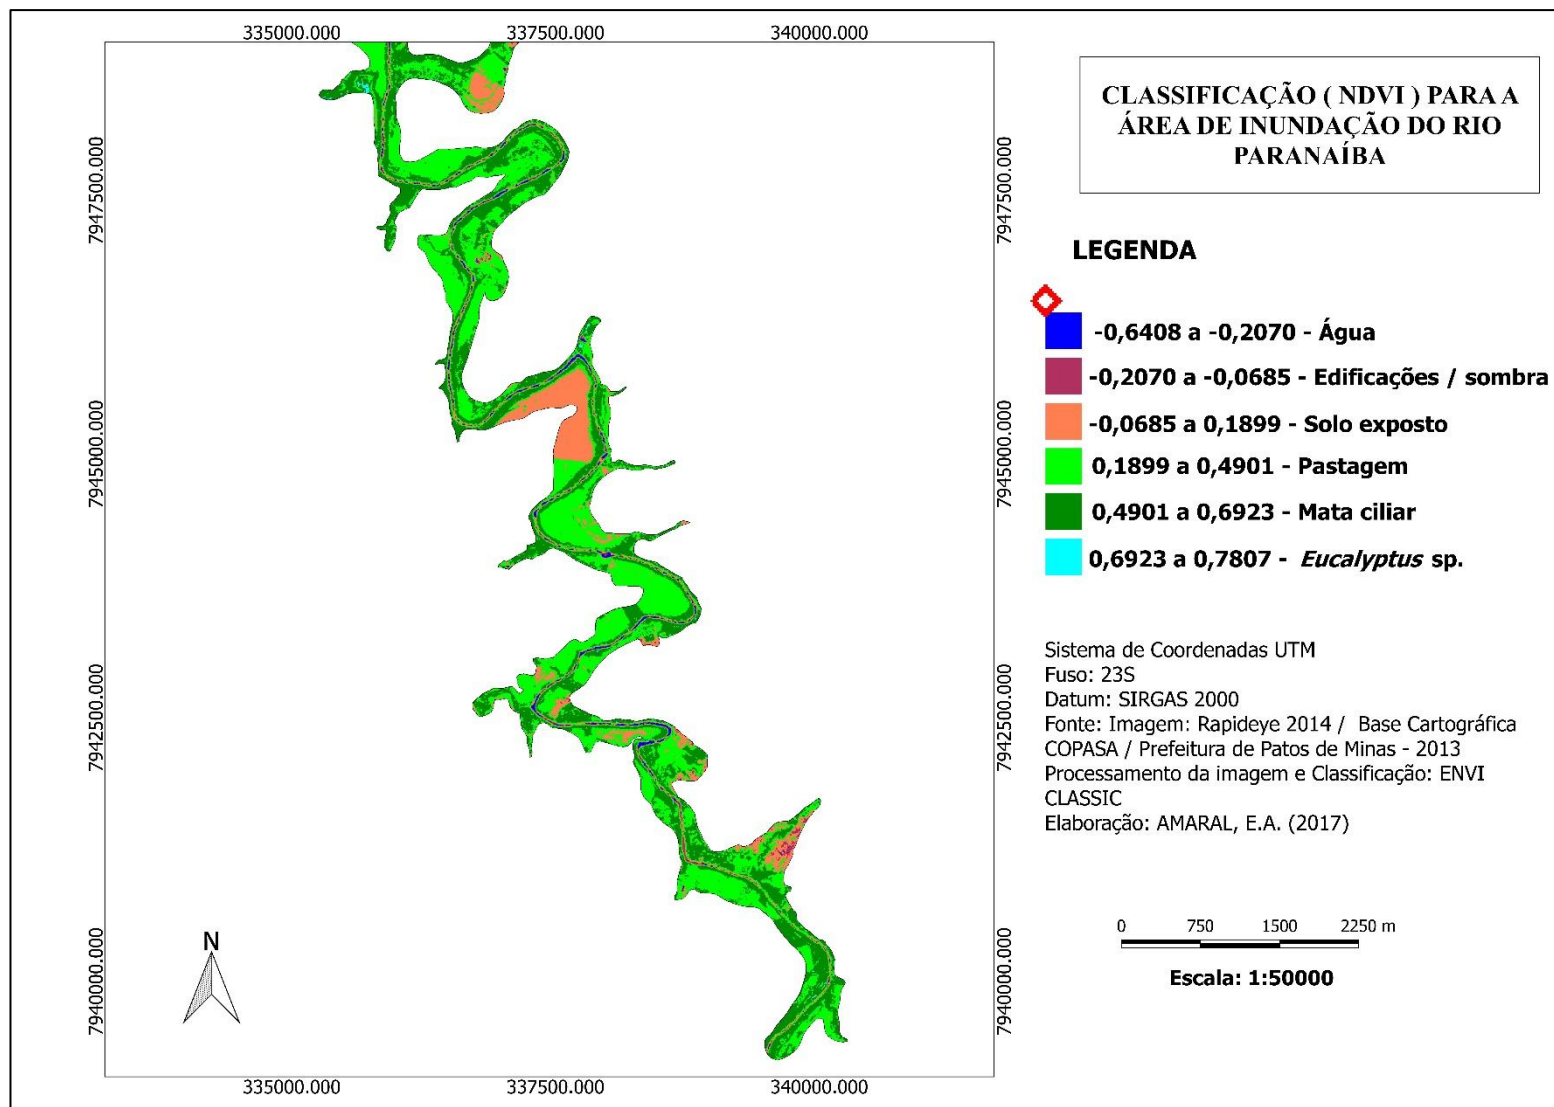 335000.000 337500.000 340000.000
7947500.000
7945000.000
7942500.000
7940000.000
N
7947500.000
7945000.000
7942500.000
7940000.000
335000.000 337500.000 340000.000
CLASSIFICAÇÃO ( NDVI ) PARA A
ÁREA DE INUNDAÇÃO DO RIO
PARANAÍBA
LEGENDA
-0,6408 a -0,2070 - Água
-0,2070 a -0,0685 - Edificações / sombra
-0,0685 a 0,1899 - Solo exposto
0,1899 a 0,4901 - Pastagem
0,4901 a 0,6923 - Mata ciliar
0,6923 a 0,7807 - Eucalyptus sp.
Sistema de Coordenadas UTM
Fuso: 23S
Datum: SIRGAS 2000
Fonte: Imagem: Rapideye 2014 / Base Cartográfica
COPASA / Prefeitura de Patos de Minas - 2013
Processamento da imagem e Classificação: ENVI
CLASSIC
Elaboração: AMARAL, E.A. (2017)
0 750 1500 2250 m
Escala: 1:50000